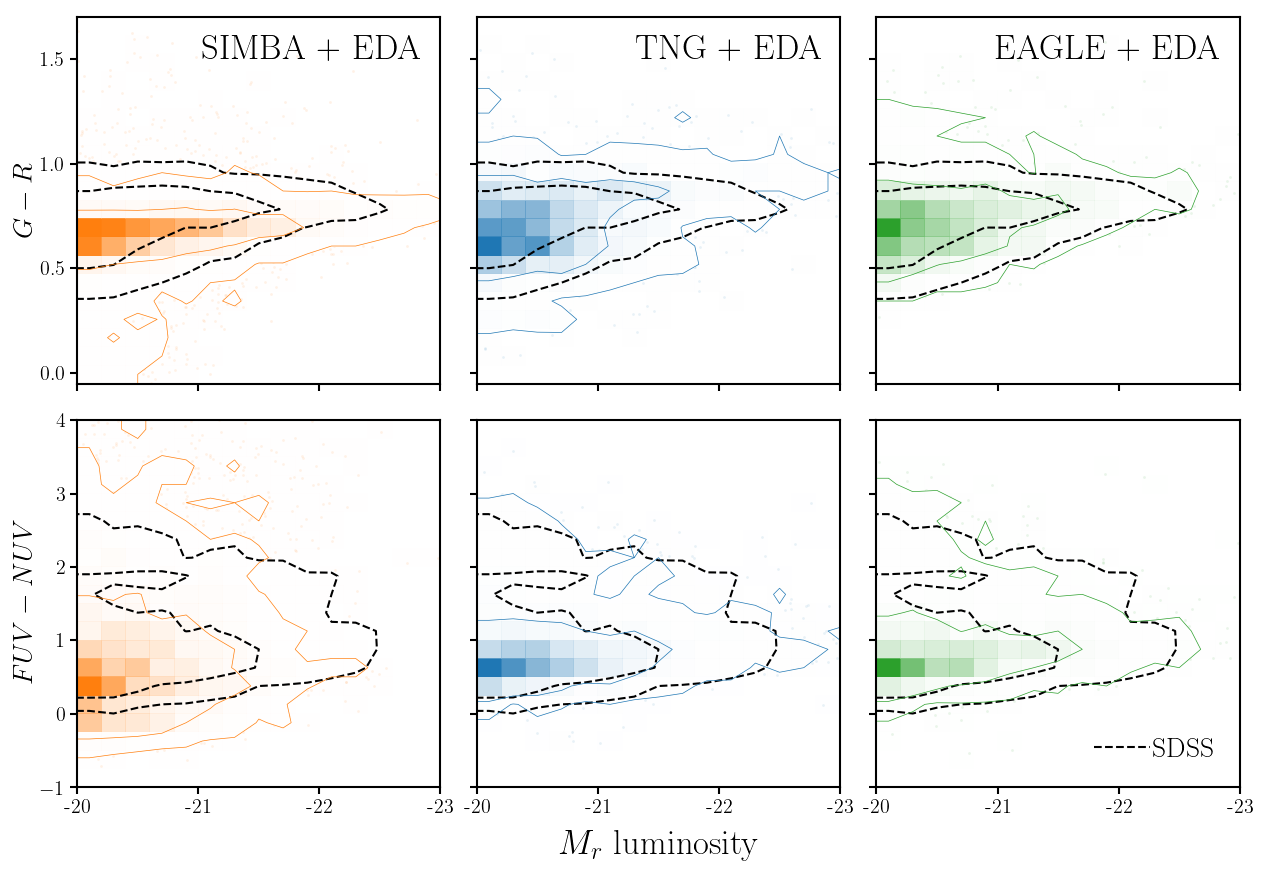 SIMBA + EDA
TNG + EDA
EAGLE + EDA
1.5
1.0
0.5
0.0
G − R
4
3
2
1
0
−1
FUV − NUV
SDSS
-20 -21 -22 -23
-20 -21 -22 -23
-20 -21 -22 -23
M_r luminosity